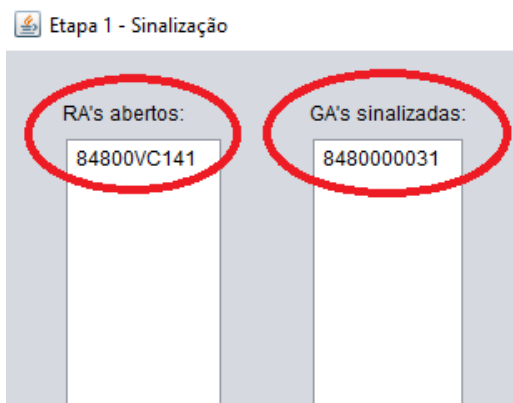 Etapa 1 - Sinalização
RA's abertos:
GA's sinalizadas:
84800VC141
8480000031